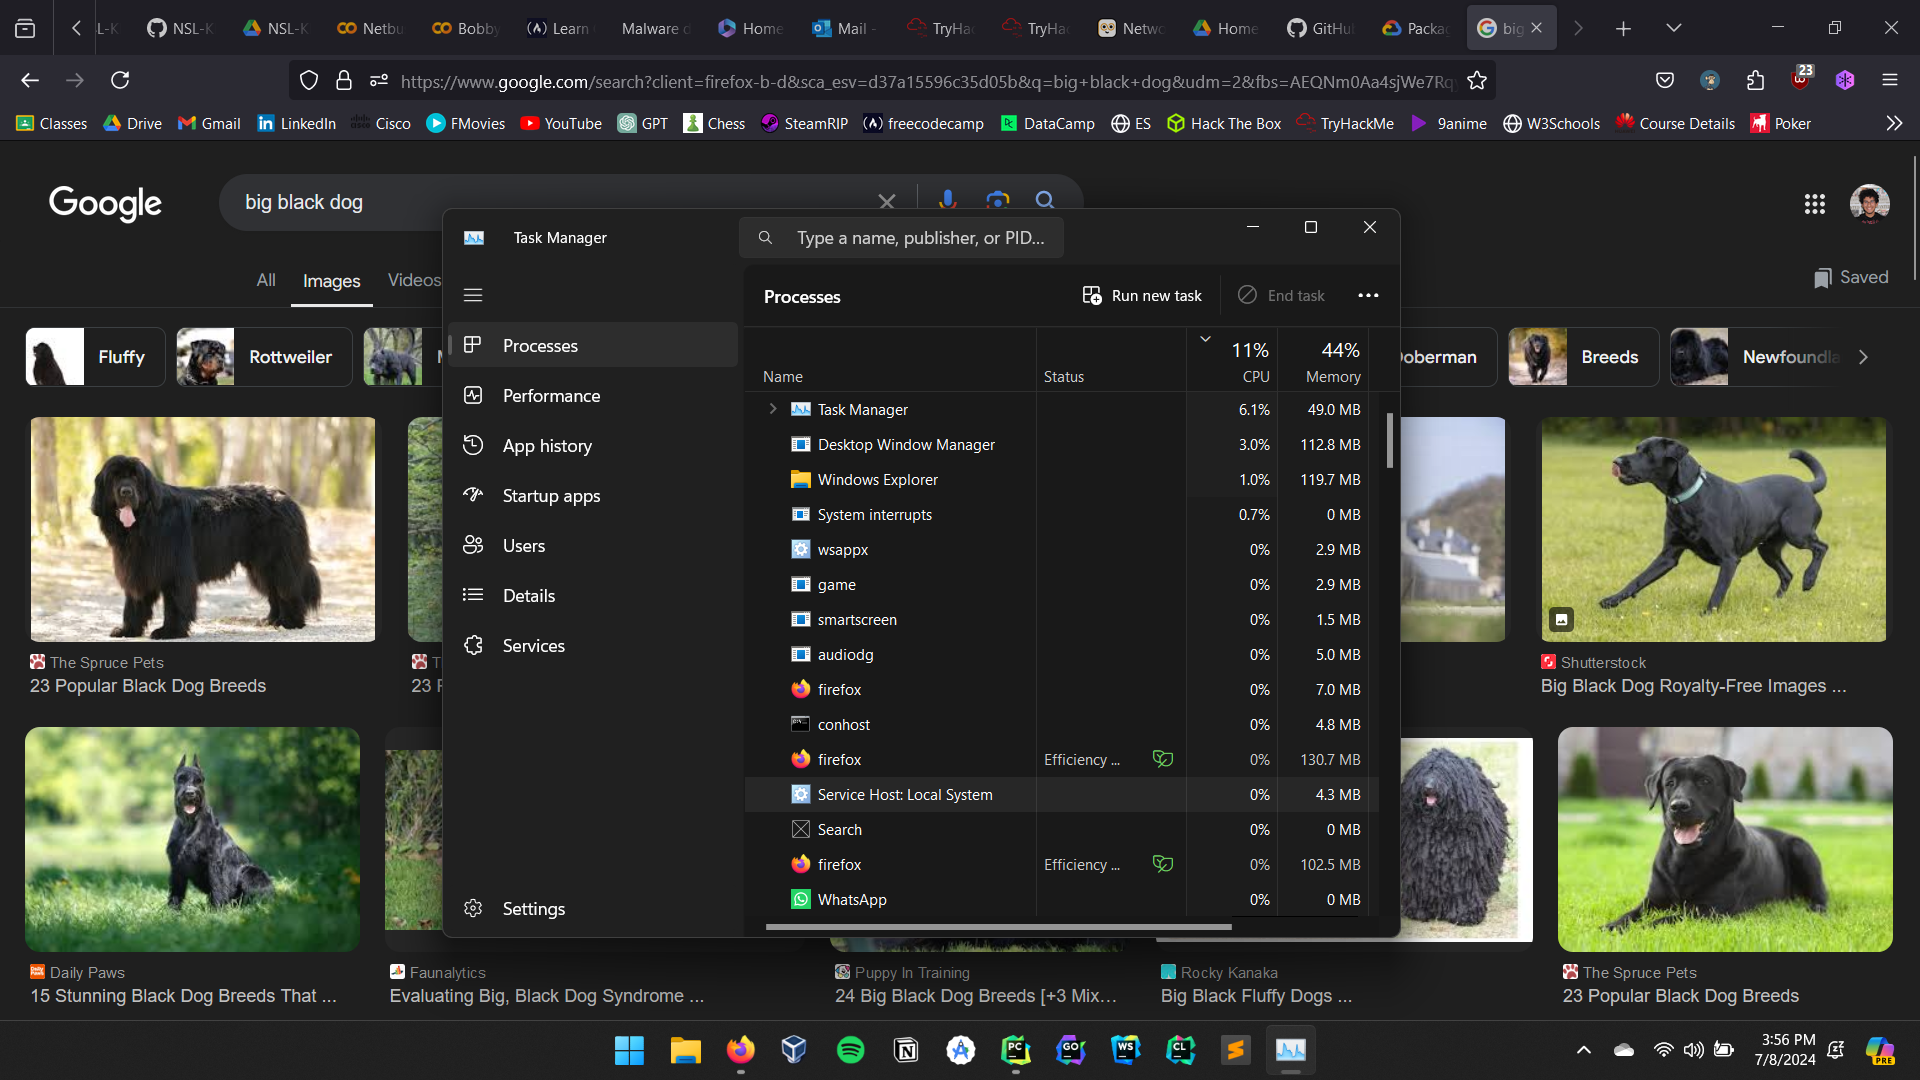 NSL-K
NSL-K
Netbu
Bobby
Learn
Malware d
Home
Mail -
TryHac
TryHa
Netwo
Home
GitHu
Packag
big
https://www.google.com/search?client=firefox-b-d&sca_esv=d37a15596c35d05b&q=big+black+dog&udm=2&fbs=AEQNm0Aa4sjWe7Rq
23
Classes
Drive
Gmail
LinkedIn
Cisco
FMovies
YouTube
GPT
Chess
SteamRIP
freecodecamp
DataCamp
ES
Hack The Box
TryHackMe
9anime
W3Schools
Course Details
Poker
Google
big black dog
All
Images
Videos
Saved
Fluffy
Rottweiler
Doberman
Breeds
Newfoundla
Task Manager
Type a name, publisher, or PID...
Processes
Performance
App history
Startup apps
Users
Details
Services
Settings
Processes
Run new task
End task
11%
44%
Name
Status
CPU
Memory
Task Manager 6.1% 49.0 MB
Desktop Window Manager 3.0% 112.8 MB
Windows Explorer 1.0% 119.7 MB
System interrupts 0.7% 0 MB
wsappx 0% 2.9 MB
game 0% 2.9 MB
smartscreen 0% 1.5 MB
audiodg 0% 5.0 MB
firefox 0% 7.0 MB
conhost 0% 4.8 MB
firefox Efficiency ... 0% 130.7 MB
Service Host: Local System 0% 4.3 MB
Search 0% 0 MB
firefox Efficiency ... 0% 102.5 MB
WhatsApp 0% 0 MB
The Spruce Pets
23 Popular Black Dog Breeds
Shutterstock
Big Black Dog Royalty-Free Images ...
Daily Paws
15 Stunning Black Dog Breeds That ...
Faunalytics
Evaluating Big, Black Dog Syndrome ...
Puppy In Training
24 Big Black Dog Breeds [+3 Mix...
Rocky Kanaka
Big Black Fluffy Dogs ...
The Spruce Pets
23 Popular Black Dog Breeds
PC
GO
WS
CL
3:56 PM
7/8/2024
PRE